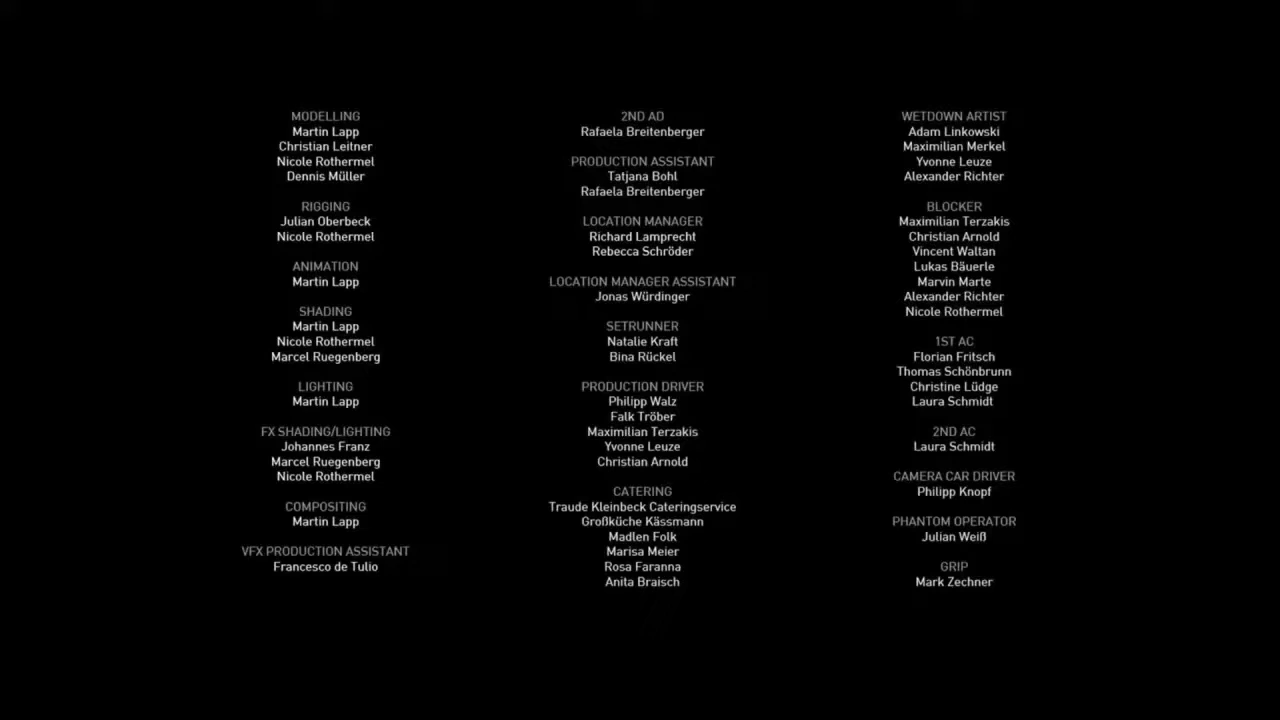 MODELLING
Martin Lapp
Christian Leitner
Nicole Rothermel
Dennis Müller
RIGGING
Julian Oberbeck
Nicole Rothermel
ANIMATION
Martin Lapp
SHADING
Martin Lapp
Nicole Rothermel
Marcel Ruegenberg
LIGHTING
Martin Lapp
FX SHADING/LIGHTING
Johannes Franz
Marcel Ruegenberg
Nicole Rothermel
COMPOSITING
Martin Lapp
VFX PRODUCTION ASSISTANT
Francesco de Tulio
2ND AD
Rafaela Breitenberger
PRODUCTION ASSISTANT
Tatjana Bohl
Rafaela Breitenberger
LOCATION MANAGER
Richard Lamprecht
Rebecca Schröder
LOCATION MANAGER ASSISTANT
Jonas Würdinger
SETRUNNER
Natalie Kraft
Bina Rückel
PRODUCTION DRIVER
Philipp Walz
Falk Tröber
Maximilian Terzakis
Yvonne Leuze
Christian Arnold
CATERING
Traude Kleinbeck Cateringservice
Großküche Kässmann
Madlen Folk
Marisa Meier
Rosa Faranna
Anita Braisch
WETDOWN ARTIST
Adam Linkowski
Maximilian Merkel
Yvonne Leuze
Alexander Richter
BLOCKER
Maximilian Terzakis
Christian Arnold
Vincent Waltan
Lukas Bäuerle
Marvin Marte
Alexander Richter
Nicole Rothermel
1ST AC
Florian Fritsch
Thomas Schönbrunn
Christine Lüdge
Laura Schmidt
2ND AC
Laura Schmidt
CAMERA CAR DRIVER
Philipp Knopf
PHANTOM OPERATOR
Julian Weiß
GRIP
Mark Zechner